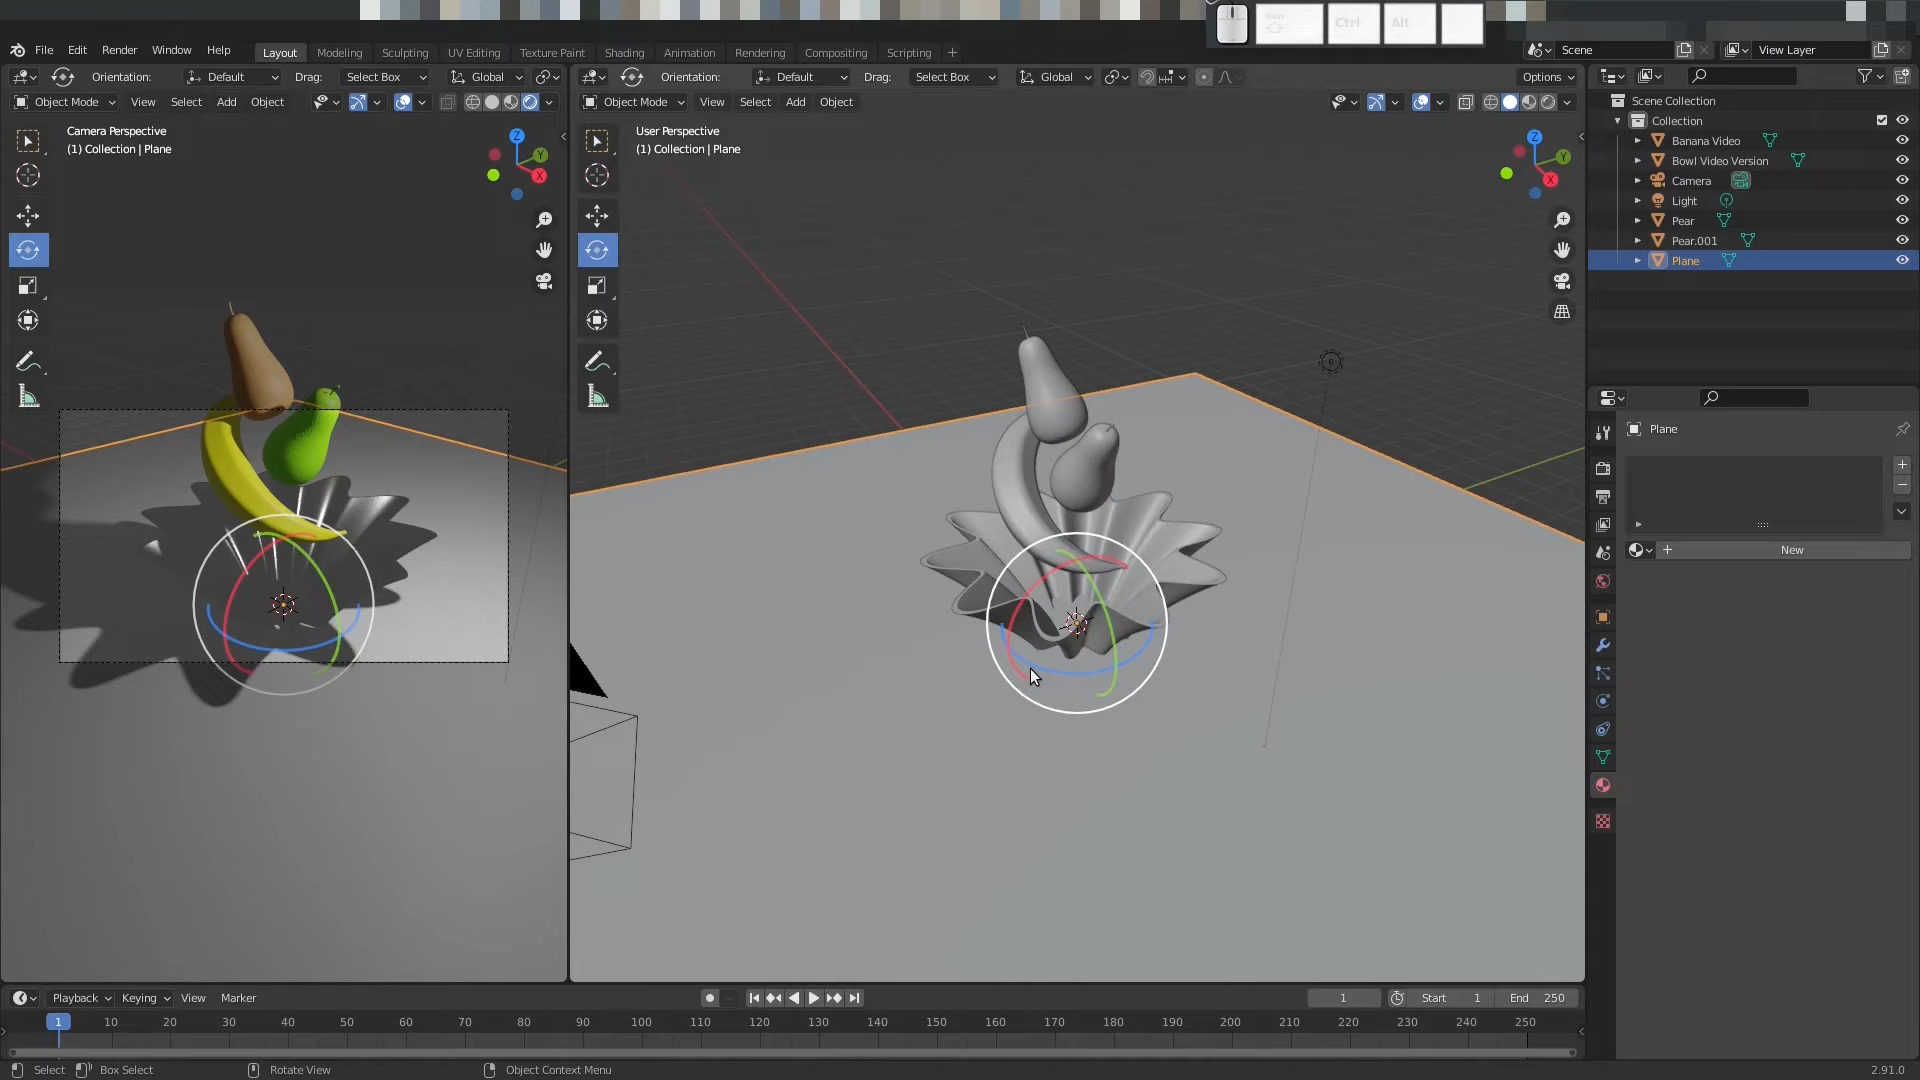 Ctrl
Alt
File Edit Render Window Help
Layout Modeling Sculpting UV Editing Texture Paint Shading Animation Rendering Compositing Scripting +
Scene
View Layer
Orientation: Default Drag: Select Box Global
Orientation: Default Drag: Select Box Global
Options
Object Mode View Select Add Object
Object Mode View Select Add Object
Camera Perspective
(1) Collection | Plane
User Perspective
(1) Collection | Plane
Z
Y
X
Z
Y
X
Scene Collection
Collection
Banana Video
Bowl Video Version
Camera
Light
Pear
Pear.001
Plane
Plane
New
Playback Keying View Marker
1
Start 1
End 250
1 10 20 30 40 50 60 70 80 90 100 110 120 130 140 150 160 170 180 190 200 210 220 230 240 250
Select Box Select Rotate View Object Context Menu
2.91.0